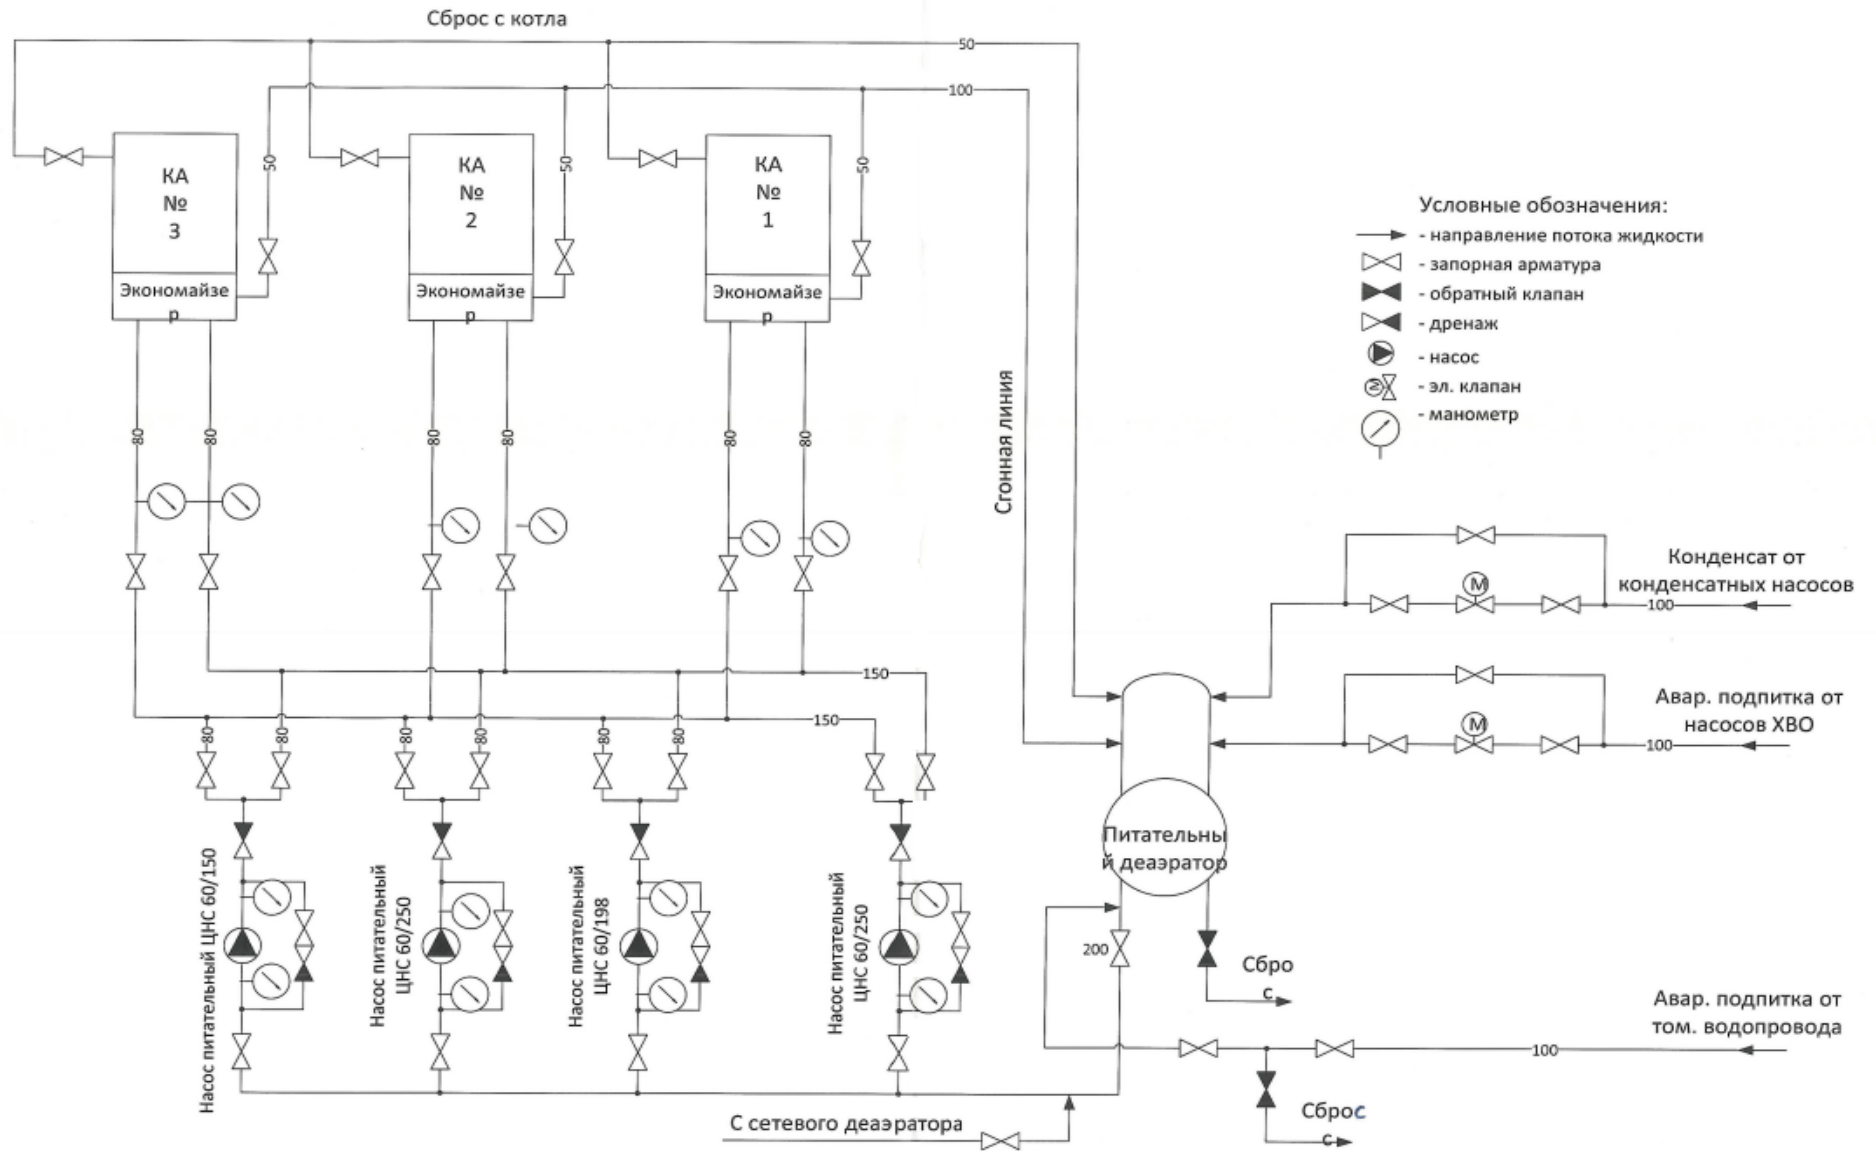 Сброс с котла
50
100
КА
№
3
Экономайзе
р
50
КА
№
2
Экономайзе
р
50
КА
№
1
Экономайзе
р
50
Условные обозначения:
- направление потока жидкости
- запорная арматура
- обратный клапан
- дренаж
- насос
М
- эл. клапан
- манометр
Сгонная линия
80
80
80
80
80
80
Конденсат от
конденсатных насосов
М
100
Авар. подпитка от
насосов ХВО
М
100
150
150
80
80
80
80
80
80
Насос питательный ЦНС 60/150
Насос питательный
ЦНС 60/250
Насос питательный
ЦНС 60/198
Насос питательный
ЦНС 60/250
Питательны
й деаэратор
200
Сбро
с
Авар. подпитка от
том. водопровода
100
Сброс
с
С сетевого деаэратора